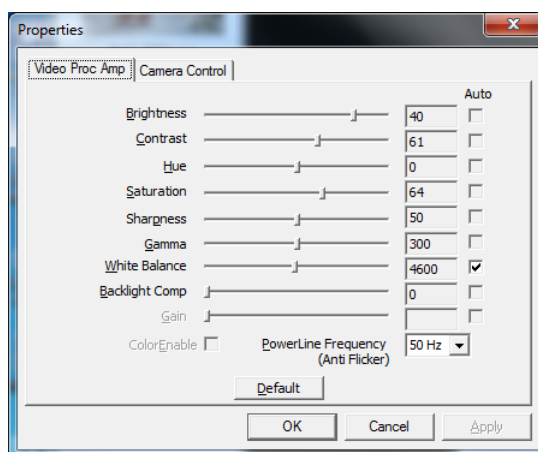 Properties
Video Proc Amp Camera Control
Auto
Brightness 40
Contrast 61
Hue 0
Saturation 64
Sharpness 50
Gamma 300
White Balance 4600
Backlight Comp 0
Gain
ColorEnable PowerLine Frequency 50 Hz
(Anti Flicker)
Default
OK Cancel Apply